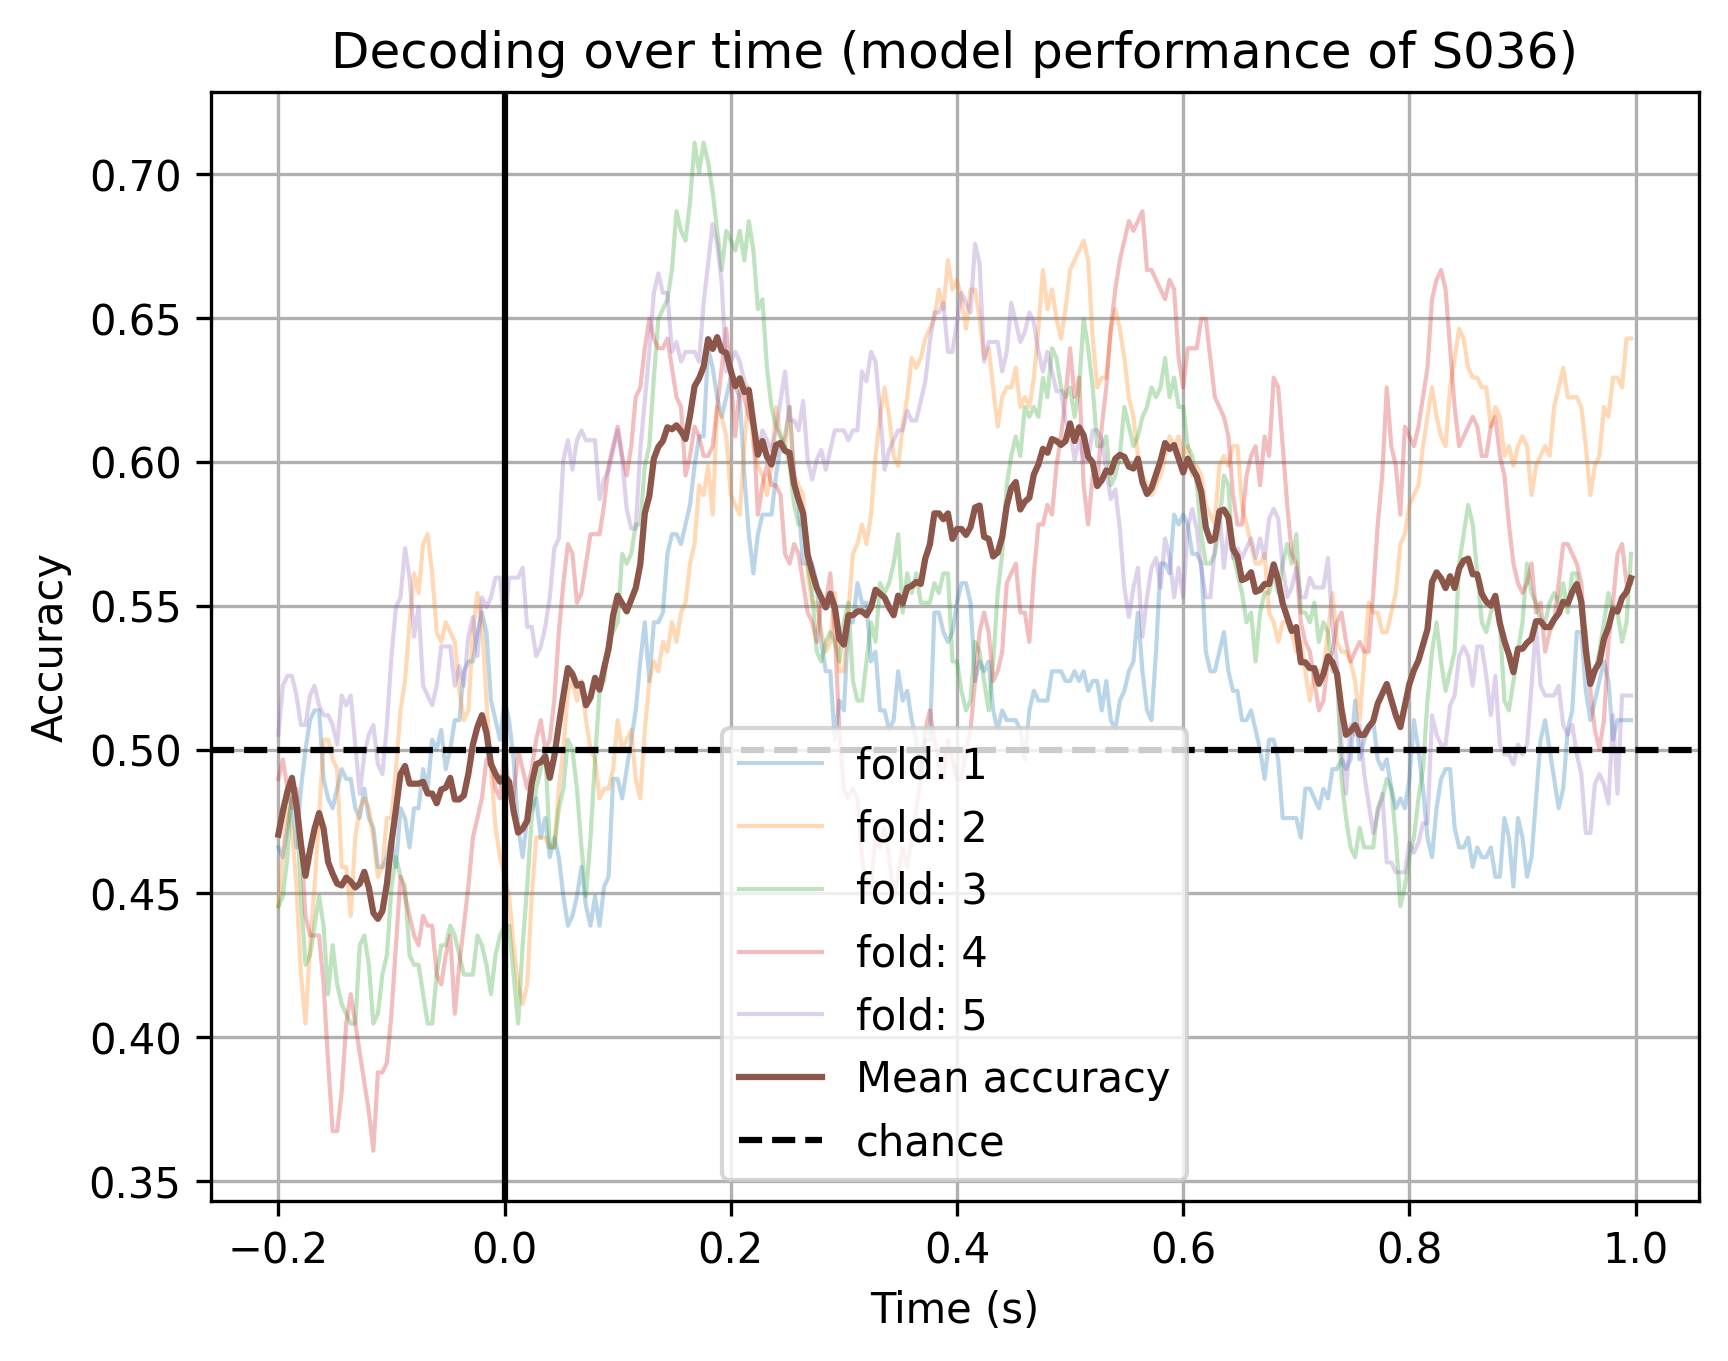 Decoding over time (model performance of S036)
Accuracy
0.70
0.65
0.60
0.55
0.50
0.45
0.40
0.35
fold: 1
fold: 2
fold: 3
fold: 4
fold: 5
Mean accuracy
chance
−0.2 0.0 0.2 0.4 0.6 0.8 1.0
Time (s)